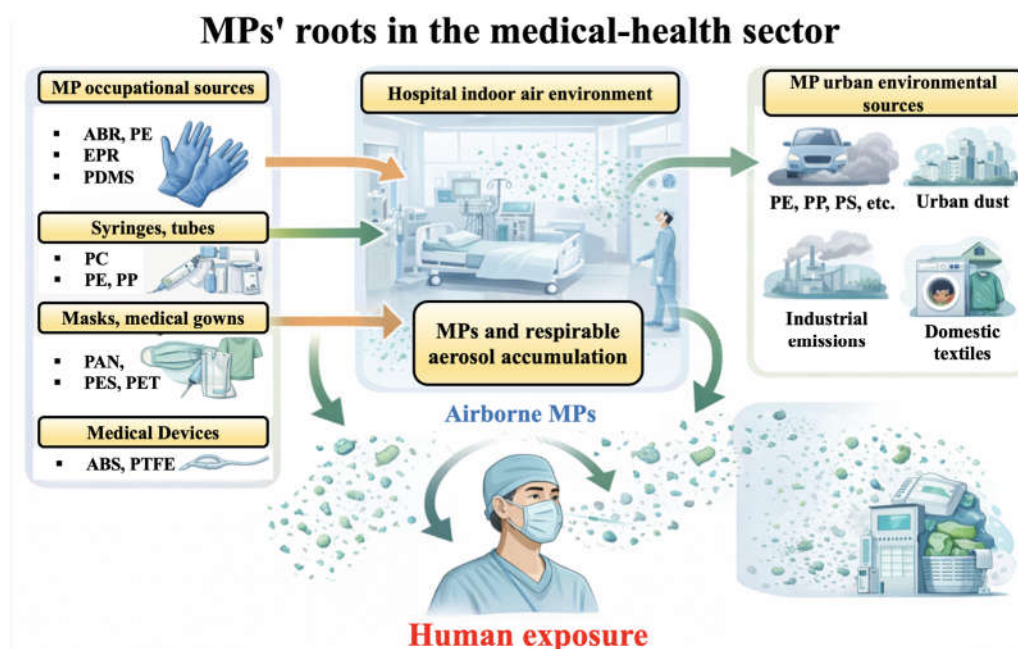 MPs' roots in the medical-health sector
MP occupational sources
▪ ABR, PE
▪ EPR
▪ PDMS
Syringes, tubes
▪ PC
▪ PE, PP
Masks, medical gowns
▪ PAN,
▪ PES, PET
Medical Devices
▪ ABS, PTFE
Hospital indoor air environment
MPs and respirable
aerosol accumulation
Airborne MPs
Human exposure
MP urban environmental
sources
PE, PP, PS, etc.
Urban dust
Industrial
emissions
Domestic
textiles